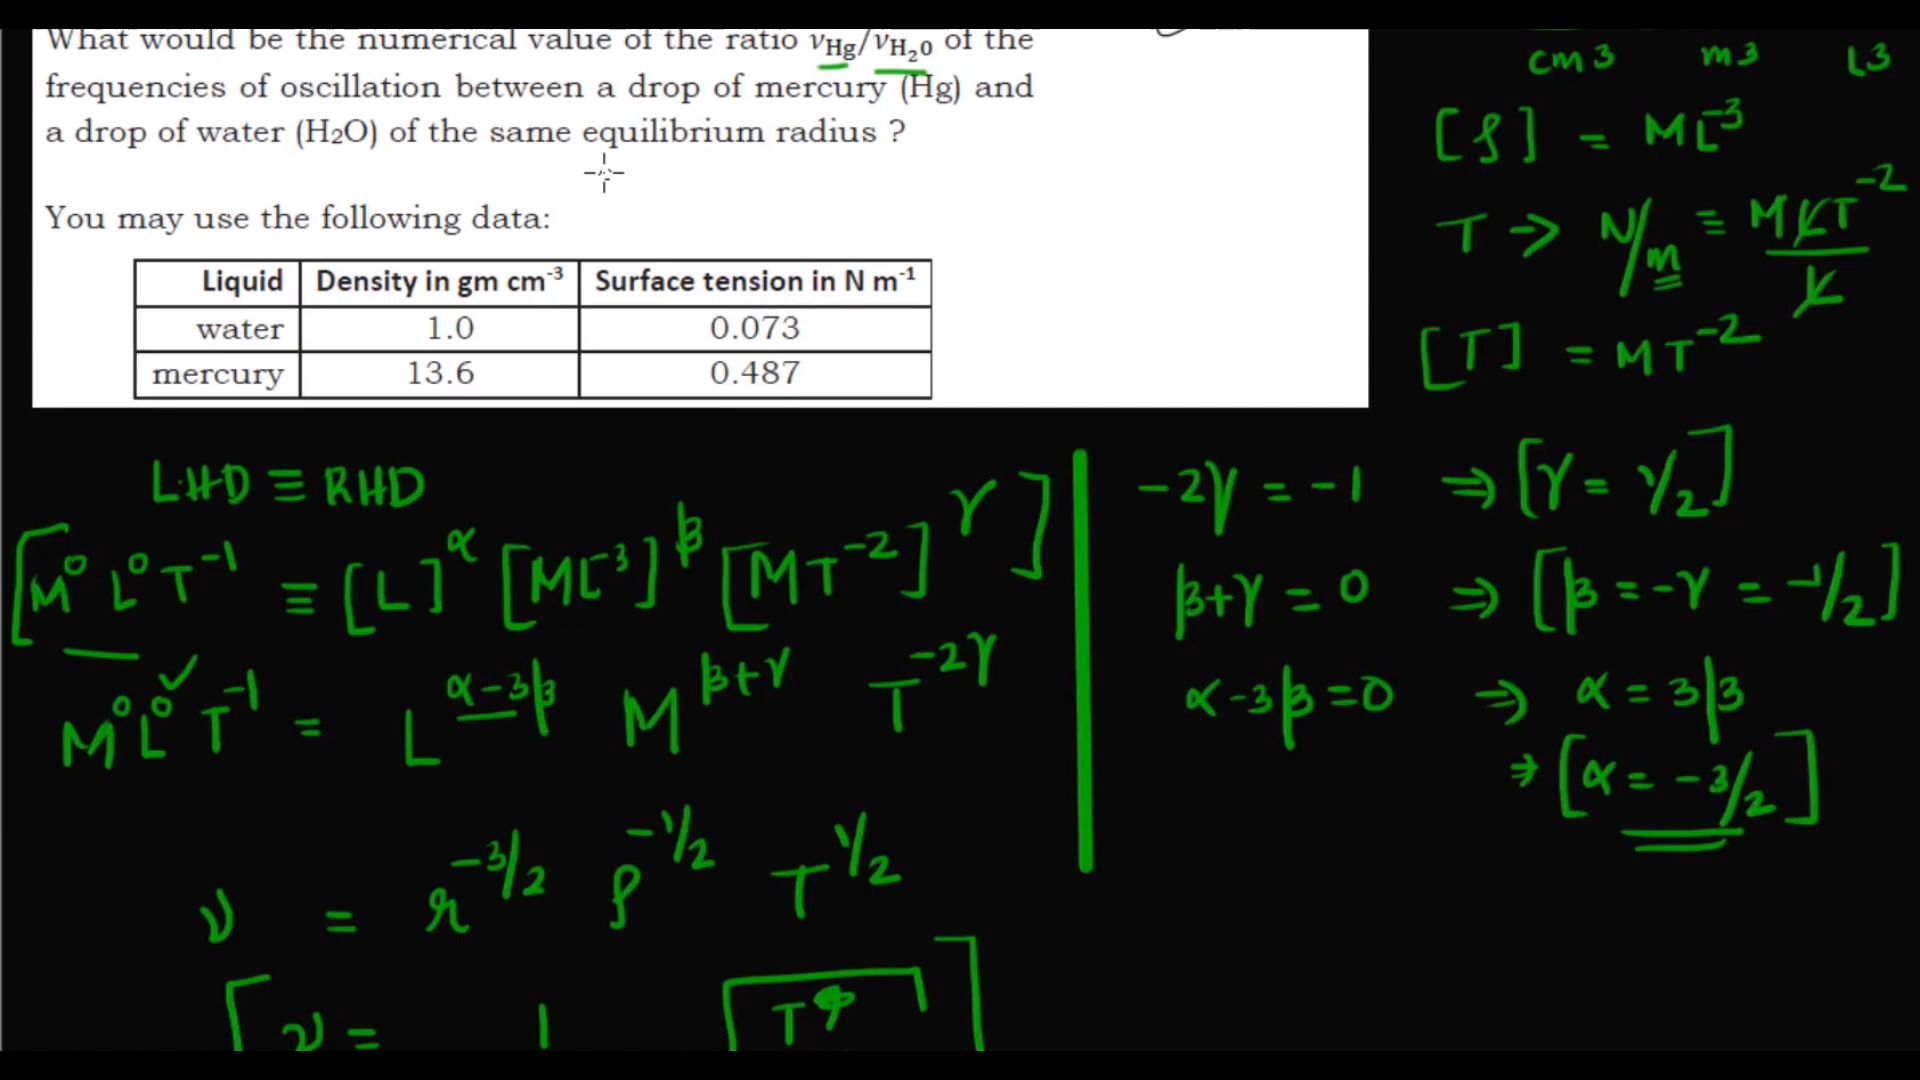 What would be the numerical value of the ratio νHg/νH₂O of the
frequencies of oscillation between a drop of mercury (Hg) and
a drop of water (H₂O) of the same equilibrium radius ?
You may use the following data:
Liquid Density in gm cm⁻³ Surface tension in N m⁻¹
water 1.0 0.073
mercury 13.6 0.487
cm3 m3 L3
[ρ] = ML⁻³
T → N/m ≡ MLT⁻²/L
[T] = MT⁻²
LHD ≡ RHD
[M⁰L⁰T⁻¹ ≡ [L]^α [ML⁻³]^β [MT⁻²]^γ]
M⁰L⁰T⁻¹ = L^α-3β M^β+γ T^-2γ
ν = r^-3/2 ρ^-1/2 T^1/2
[ν = 1 √T
-2γ = -1 ⇒ [γ = 1/2]
β+γ = 0 ⇒ [β = -γ = -1/2]
α-3β = 0 ⇒ α = 3β
⇒ [α = -3/2]